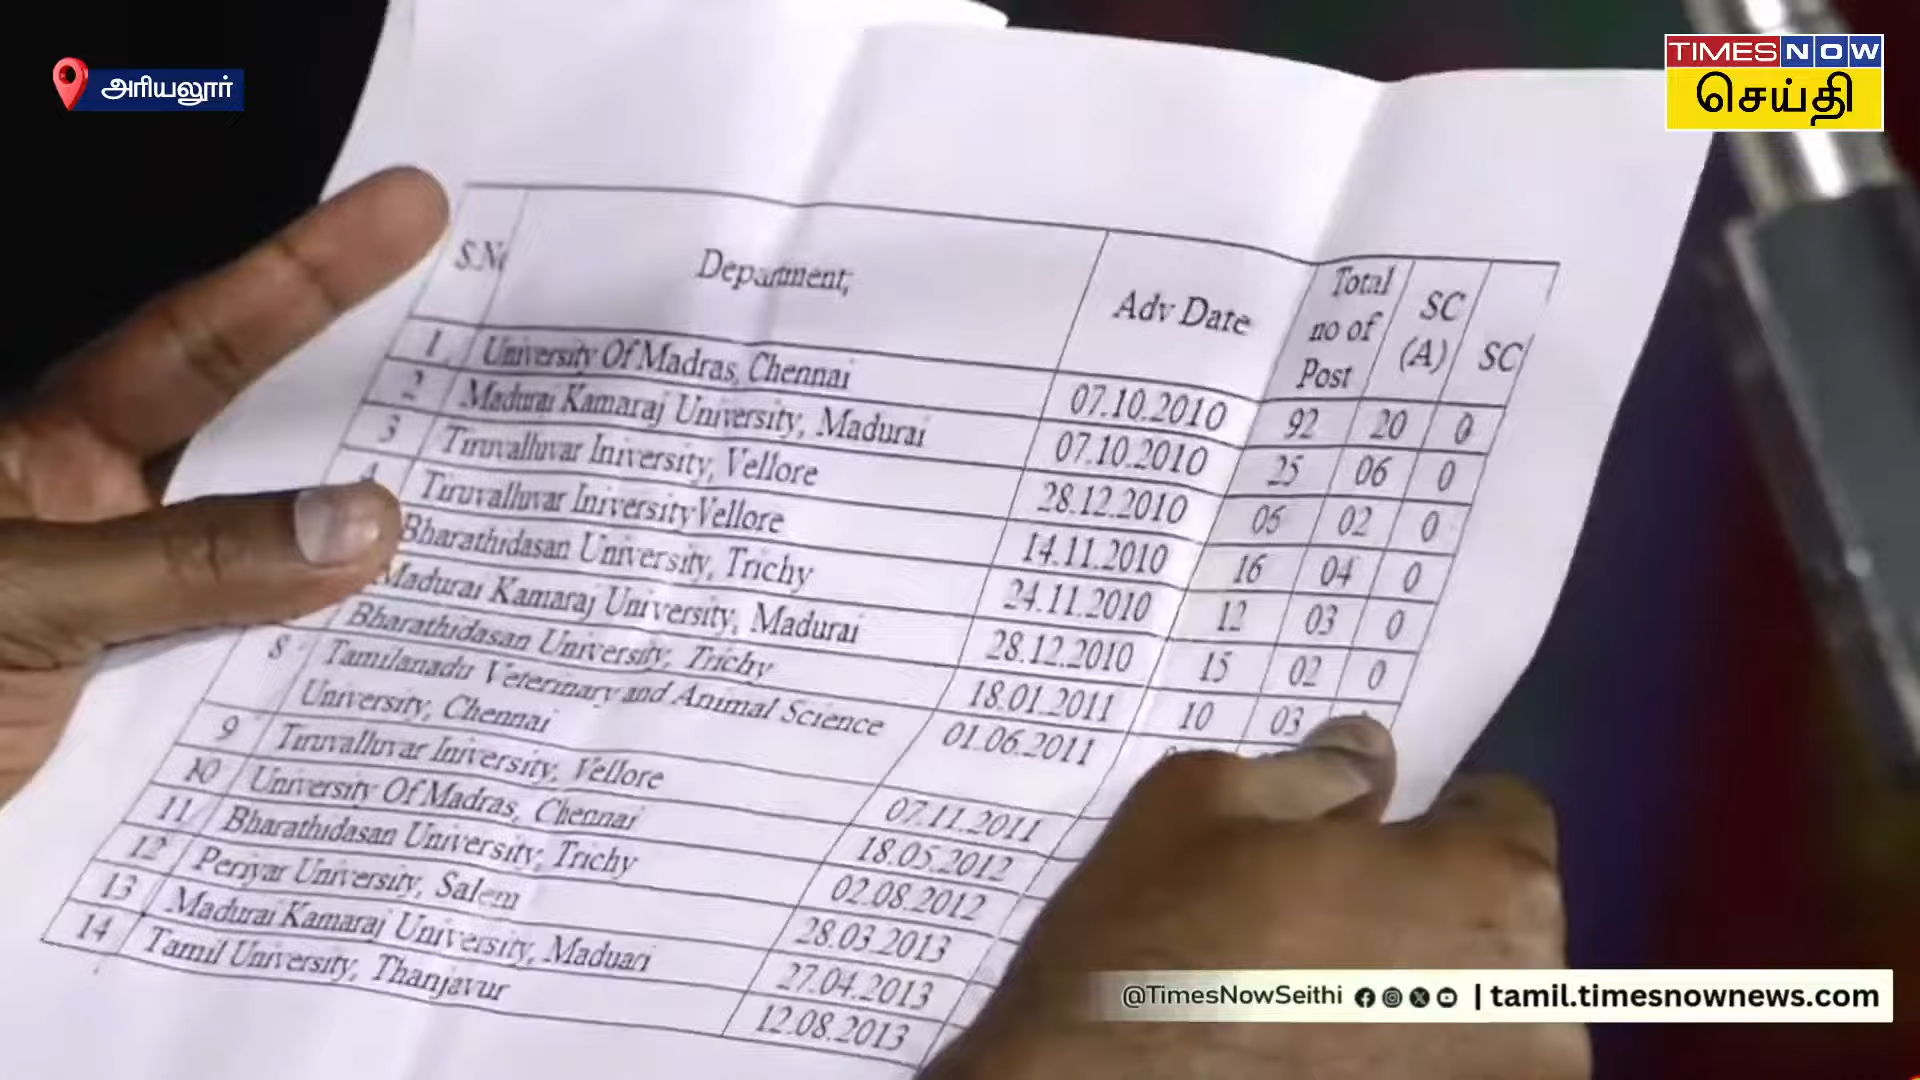 அரியலூர்
TIMES NOW
செய்தி
S.No Department; Adv Date Total no of Post SC (A) SC
1 University Of Madras, Chennai 07.10.2010 92 20 0
2 Madurai Kamaraj University, Madurai 07.10.2010 25 06 0
3 Tiruvalluvar Iniversity, Vellore 28.12.2010 05 02 0
4 Tiruvalluvar IniversityVellore 14.11.2010 16 04 0
Bharathidasan University, Trichy 24.11.2010 12 03 0
Madurai Kamaraj University, Madurai 28.12.2010 15 02 0
Bharathidasan University, Trichy 18.01.2011 10 03
8 Tamilanadu Veterinary and Animal Science 01.06.2011
University, Chennai
9 Tiruvalluvar Iniversity, Vellore 07.11.2011
10 University Of Madras, Chennai 18.05.2012
11 Bharathidasan University, Trichy 02.08.2012
12 Periyar University, Salem 28.03.2013
13 Madurai Kamaraj University, Maduari 27.04.2013
14 Tamil University, Thanjavur 12.08.2013
@TimesNowSeithi | tamil.timesnownews.com